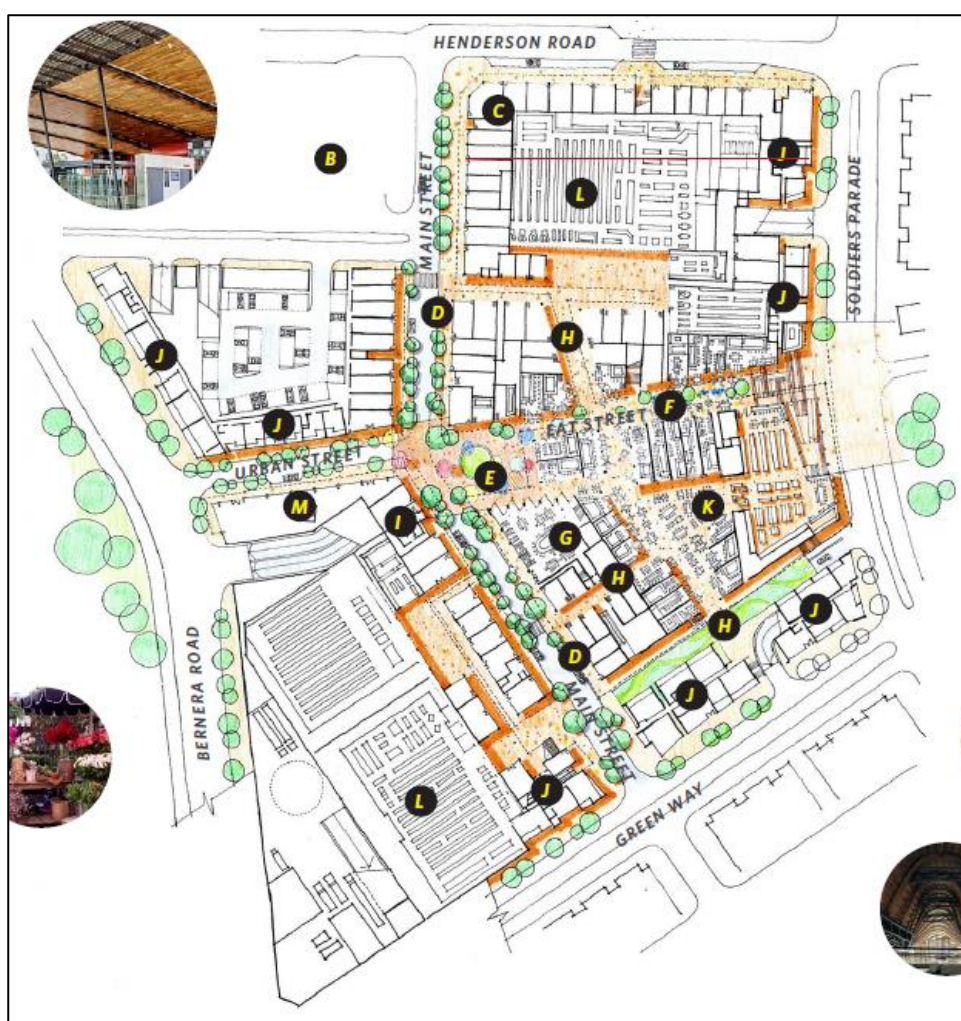 HENDERSON ROAD
C
B
J
MAIN STREET
L
SOLDIERS PARADE
J
D
H
J
F
J
EAT STREET
URBAN STREET
E
M
K
I
G
H
H
J
BERNERA ROAD
D
J
MAIN STREET
L
J
GREEN WAY